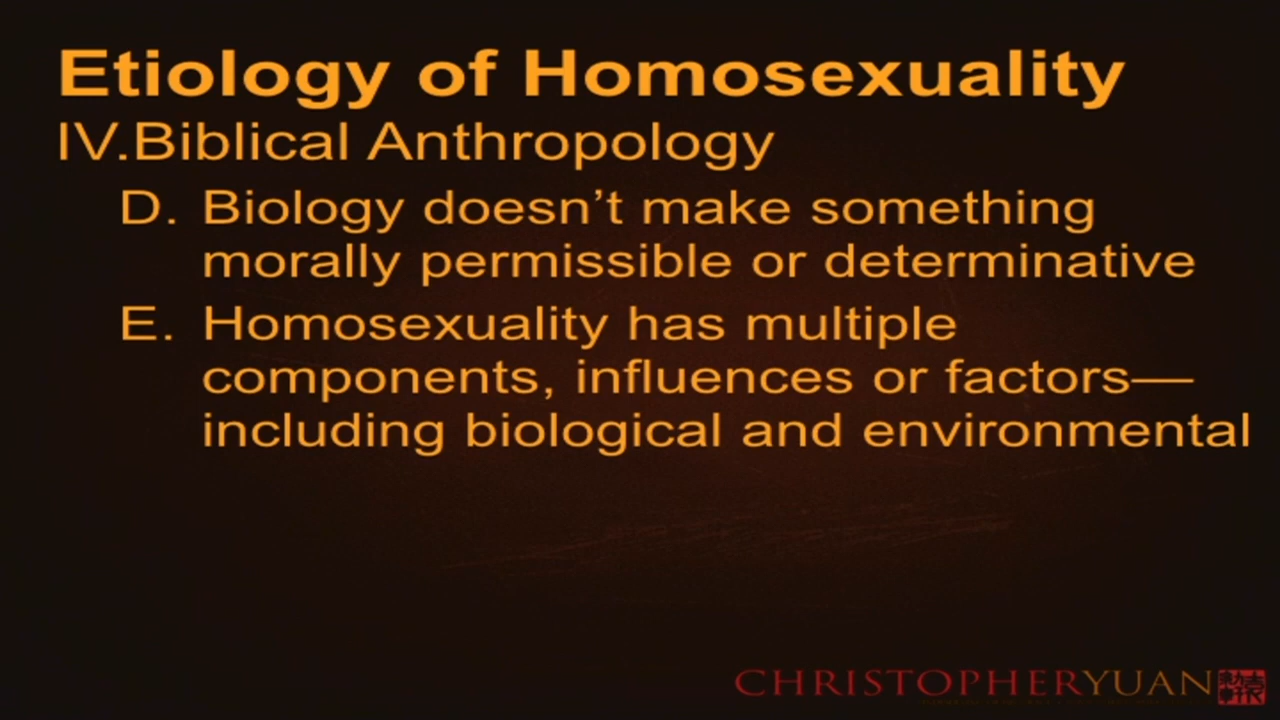 Etiology of Homosexuality
IV.Biblical Anthropology
D. Biology doesn't make something
morally permissible or determinative
E. Homosexuality has multiple
components, influences or factors—
including biological and environmental
CHRISTOPHERYUAN